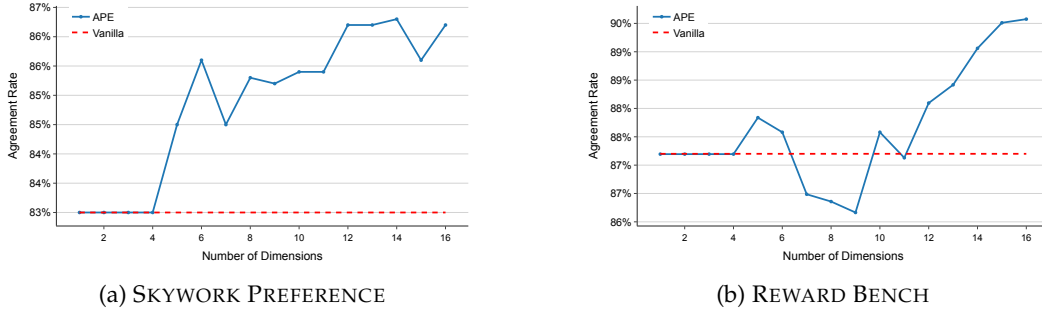 87%
86%
86%
85%
85%
84%
84%
83%
Agreement Rate
APE
Vanilla
2 4 6 8 10 12 14 16
Number of Dimensions
(a) SKYWORK PREFERENCE
90%
89%
89%
88%
88%
87%
87%
86%
Agreement Rate
APE
Vanilla
2 4 6 8 10 12 14 16
Number of Dimensions
(b) REWARD BENCH